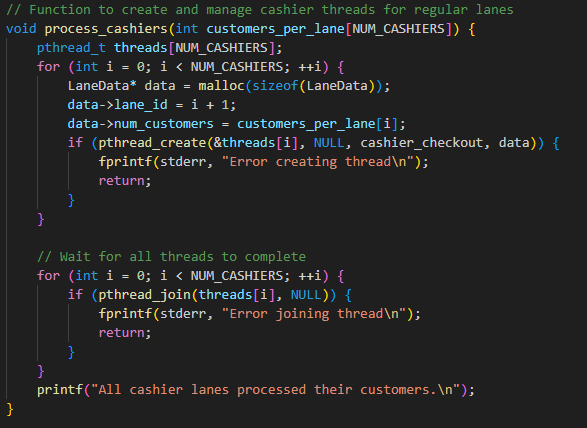 // Function to create and manage cashier threads for regular lanes
void process_cashiers(int customers_per_lane[NUM_CASHIERS]) {
    pthread_t threads[NUM_CASHIERS];
    for (int i = 0; i < NUM_CASHIERS; ++i) {
        LaneData* data = malloc(sizeof(LaneData));
        data->lane_id = i + 1;
        data->num_customers = customers_per_lane[i];
        if (pthread_create(&threads[i], NULL, cashier_checkout, data)) {
            fprintf(stderr, "Error creating thread\n");
            return;
        }
    }

    // Wait for all threads to complete
    for (int i = 0; i < NUM_CASHIERS; ++i) {
        if (pthread_join(threads[i], NULL)) {
            fprintf(stderr, "Error joining thread\n");
            return;
        }
    }
    printf("All cashier lanes processed their customers.\n");
}